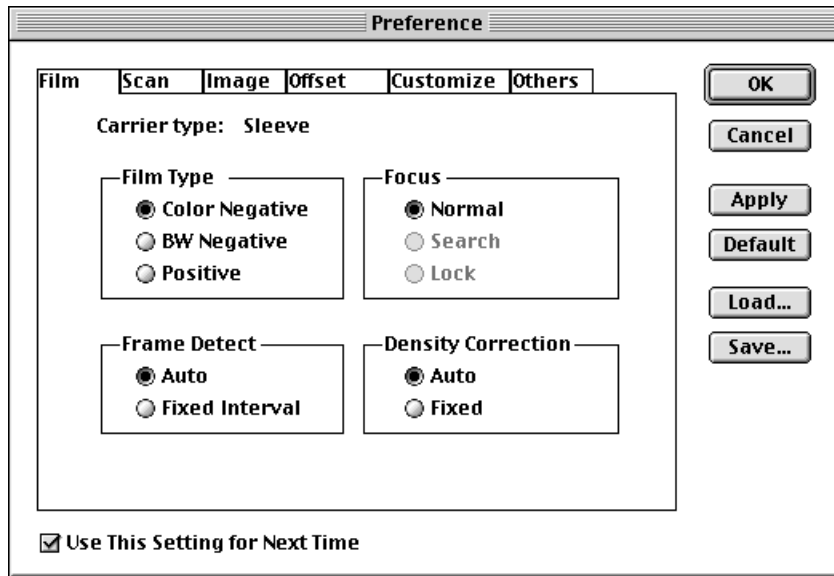 Preference
Film Scan Image Offset Customize Others
Carrier type: Sleeve
Film Type
Color Negative
BW Negative
Positive
Focus
Normal
Search
Lock
Frame Detect
Auto
Fixed Interval
Density Correction
Auto
Fixed
Use This Setting for Next Time
OK
Cancel
Apply
Default
Load...
Save...